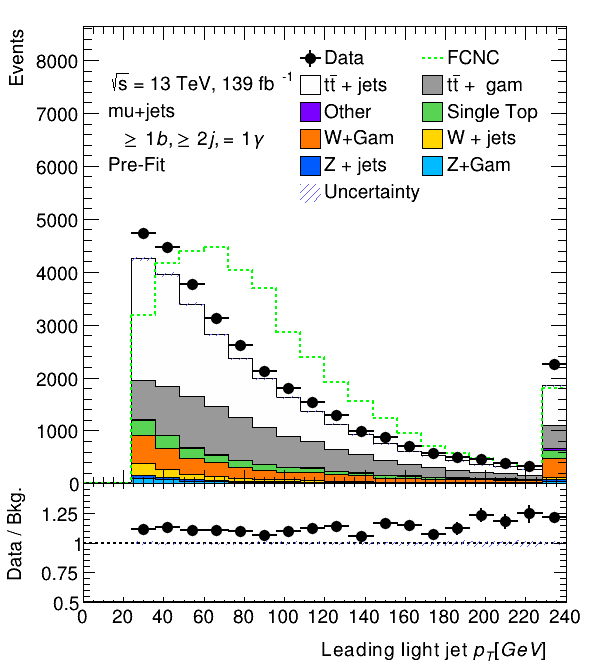 Events
8000
7000
6000
5000
4000
3000
2000
1000
0
√s = 13 TeV, 139 fb⁻¹
mu+jets
≥ 1b, ≥ 2j, = 1γ
Pre-Fit
Data
FCNC
tt̄ + jets
tt̄ + gam
Other
Single Top
W+Gam
W + jets
Z + jets
Z+Gam
Uncertainty
Data / Bkg.
1.25
1
0.75
0.5
0 20 40 60 80 100 120 140 160 180 200 220 240
Leading light jet p_T[GeV]